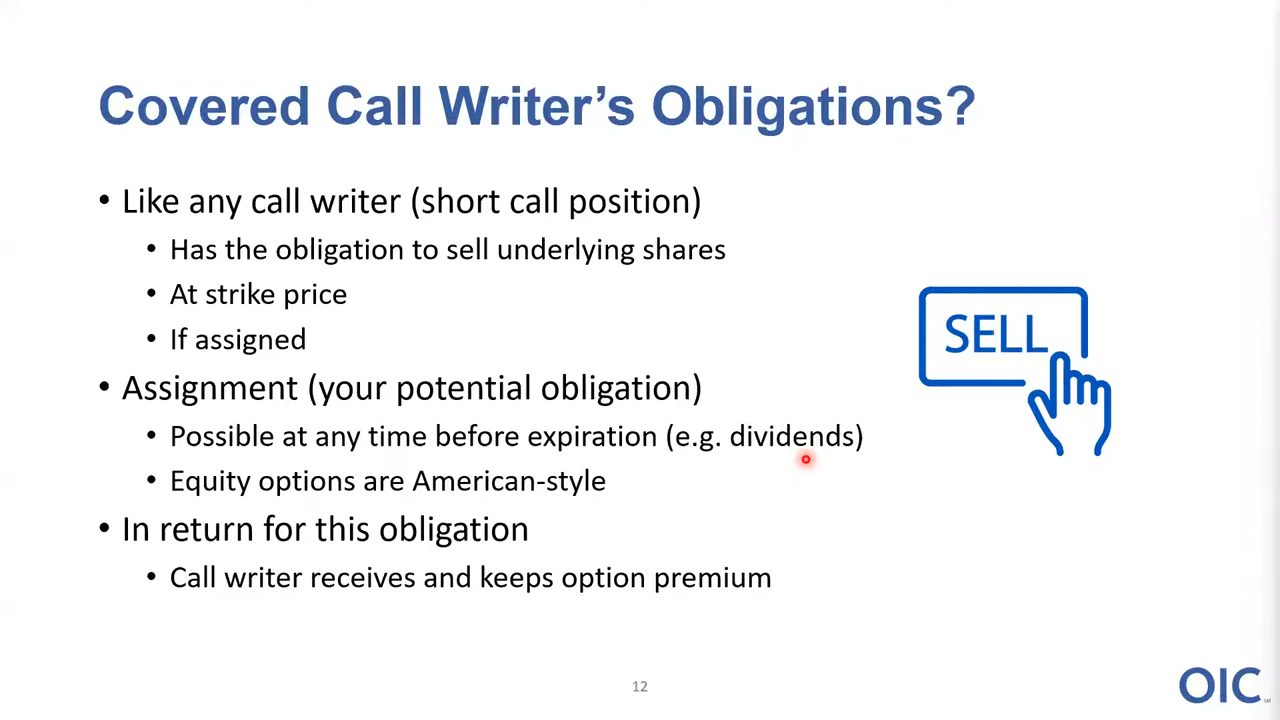 Covered Call Writer’s Obligations?
• Like any call writer (short call position)
• Has the obligation to sell underlying shares
• At strike price
• If assigned
SELL
• Assignment (your potential obligation)
• Possible at any time before expiration (e.g. dividends)
• Equity options are American-style
• In return for this obligation
• Call writer receives and keeps option premium
12
OIC